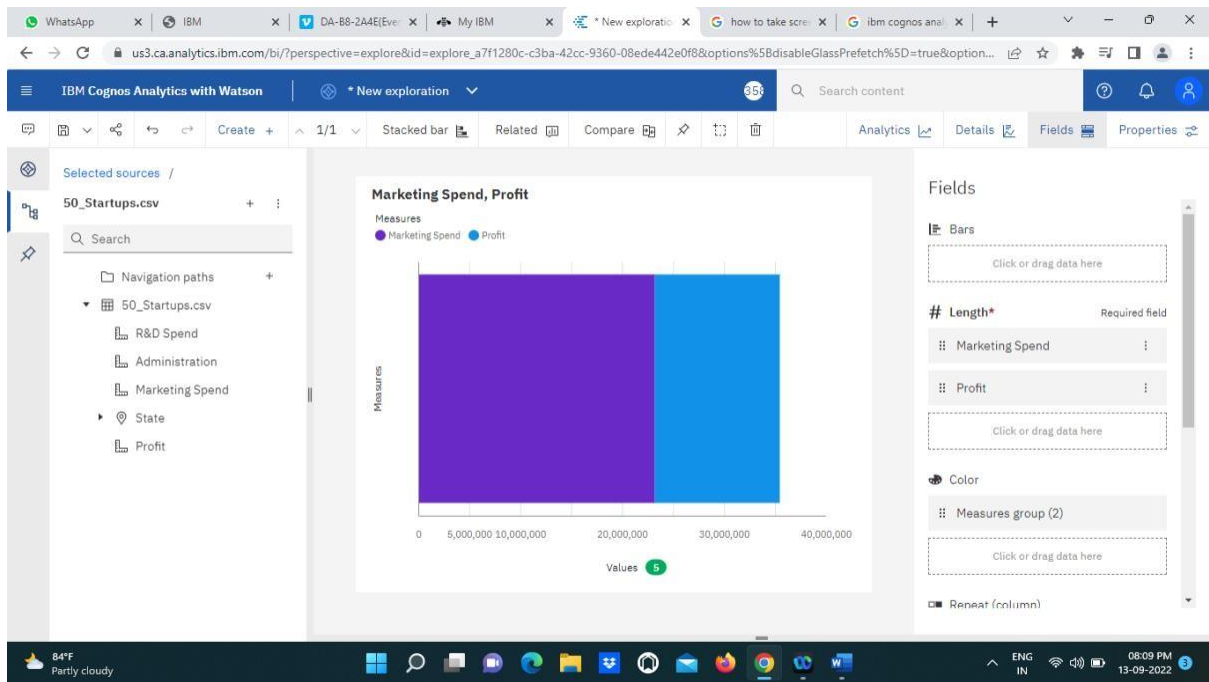 WhatsApp
IBM
DA-B8-2A4E(Ever
My IBM
* New exploratio
how to take scre
ibm cognos anal
us3.ca.analytics.ibm.com/bi/?perspective=explore&id=explore_a7f1280c-c3ba-42cc-9360-08ede442e0f8&options%5BdisableGlassPrefetch%5D=true&option...
IBM Cognos Analytics with Watson
* New exploration
Search content
Create +
1/1
Stacked bar
Related
Compare
Analytics
Details
Fields
Properties
Selected sources /
50_Startups.csv
Search
Navigation paths
50_Startups.csv
R&D Spend
Administration
Marketing Spend
State
Profit
Marketing Spend, Profit
Measures
Marketing Spend Profit
Measures
0 5,000,000 10,000,000 20,000,000 30,000,000 40,000,000
Values 5
Fields
Bars
Click or drag data here
# Length* Required field
Marketing Spend
Profit
Click or drag data here
Color
Measures group (2)
Click or drag data here
Repeat (column)
84°F
Partly cloudy
ENG
IN
08:09 PM
13-09-2022
3